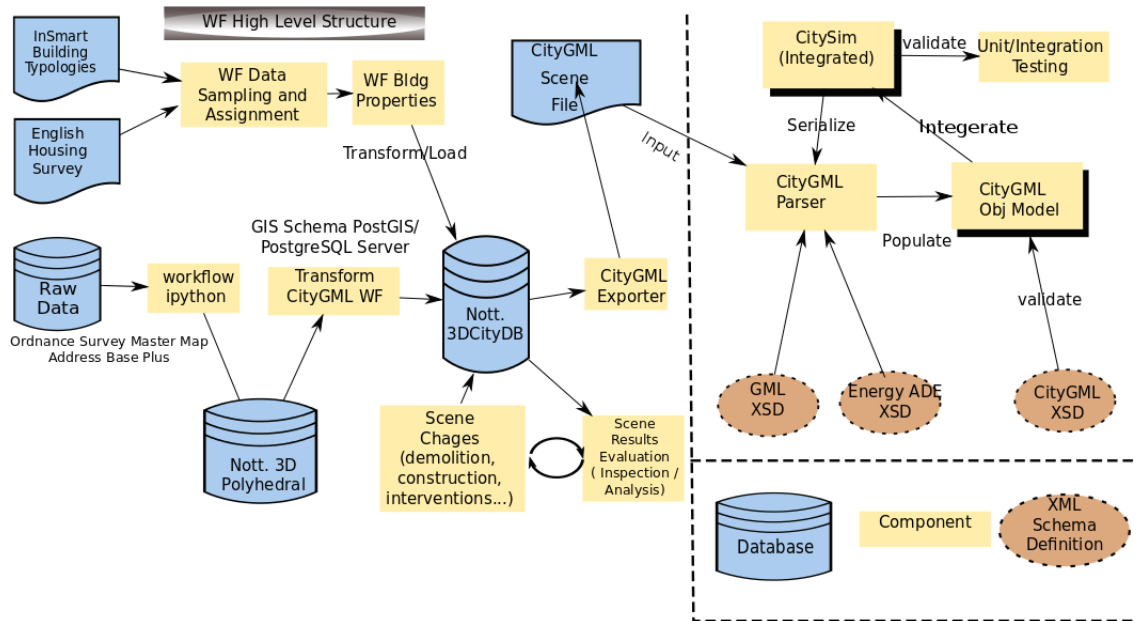 WF High Level Structure
InSmart
Building
Typologies
WF Data
Sampling and
Assignment
WF Bldg
Properties
English
Housing
Survey
Transform/Load
CityGML
Scene
File
Input
CitySim
(Integrated)
validate
Unit/Integration
Testing
Serialize
Integerate
CityGML
Parser
CityGML
Obj Model
Populate
validate
GIS Schema PostGIS/
PostgreSQL Server
Raw
Data
workflow
ipython
Transform
CityGML WF
Nott.
3DCityDB
CityGML
Exporter
Ordnance Survey Master Map
Address Base Plus
Nott. 3D
Polyhedral
Scene
Chages
(demolition,
construction,
interventions...)
Scene
Results
Evaluation
( Inspection /
Analysis)
GML
XSD
Energy ADE
XSD
CityGML
XSD
Database
Component
XML
Schema
Definition